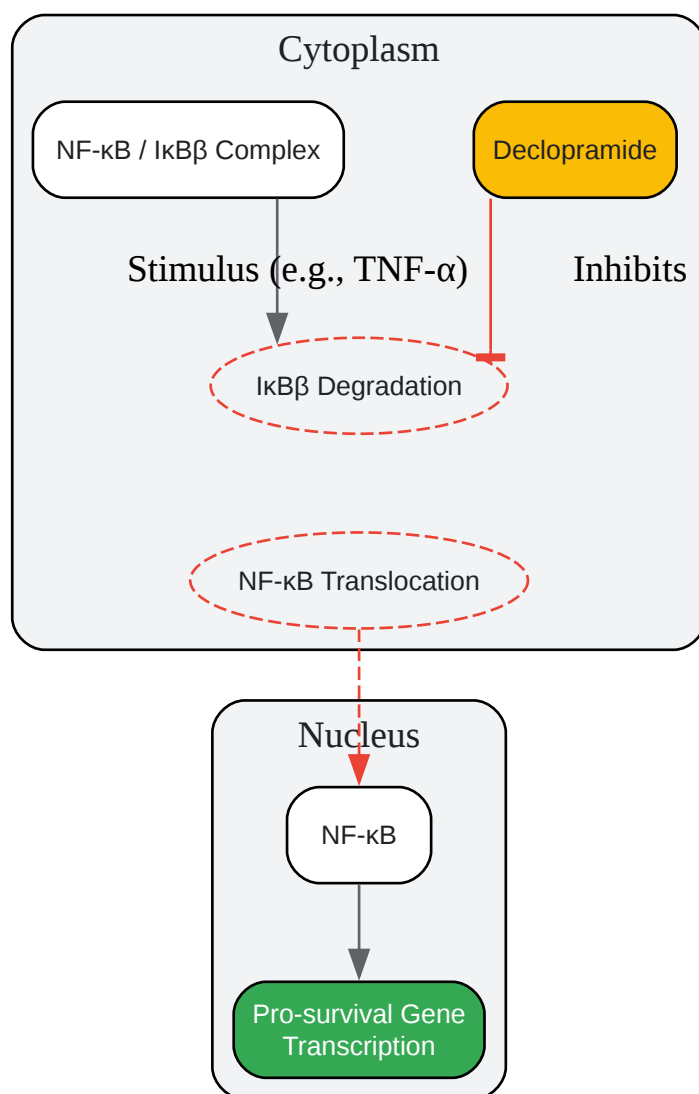 Cytoplasm
NF-κB / IκBβ Complex
Declopramide
Stimulus (e.g., TNF-α)
Inhibits
IκBβ Degradation
NF-κB Translocation
Nucleus
NF-κB
Pro-survival Gene
Transcription